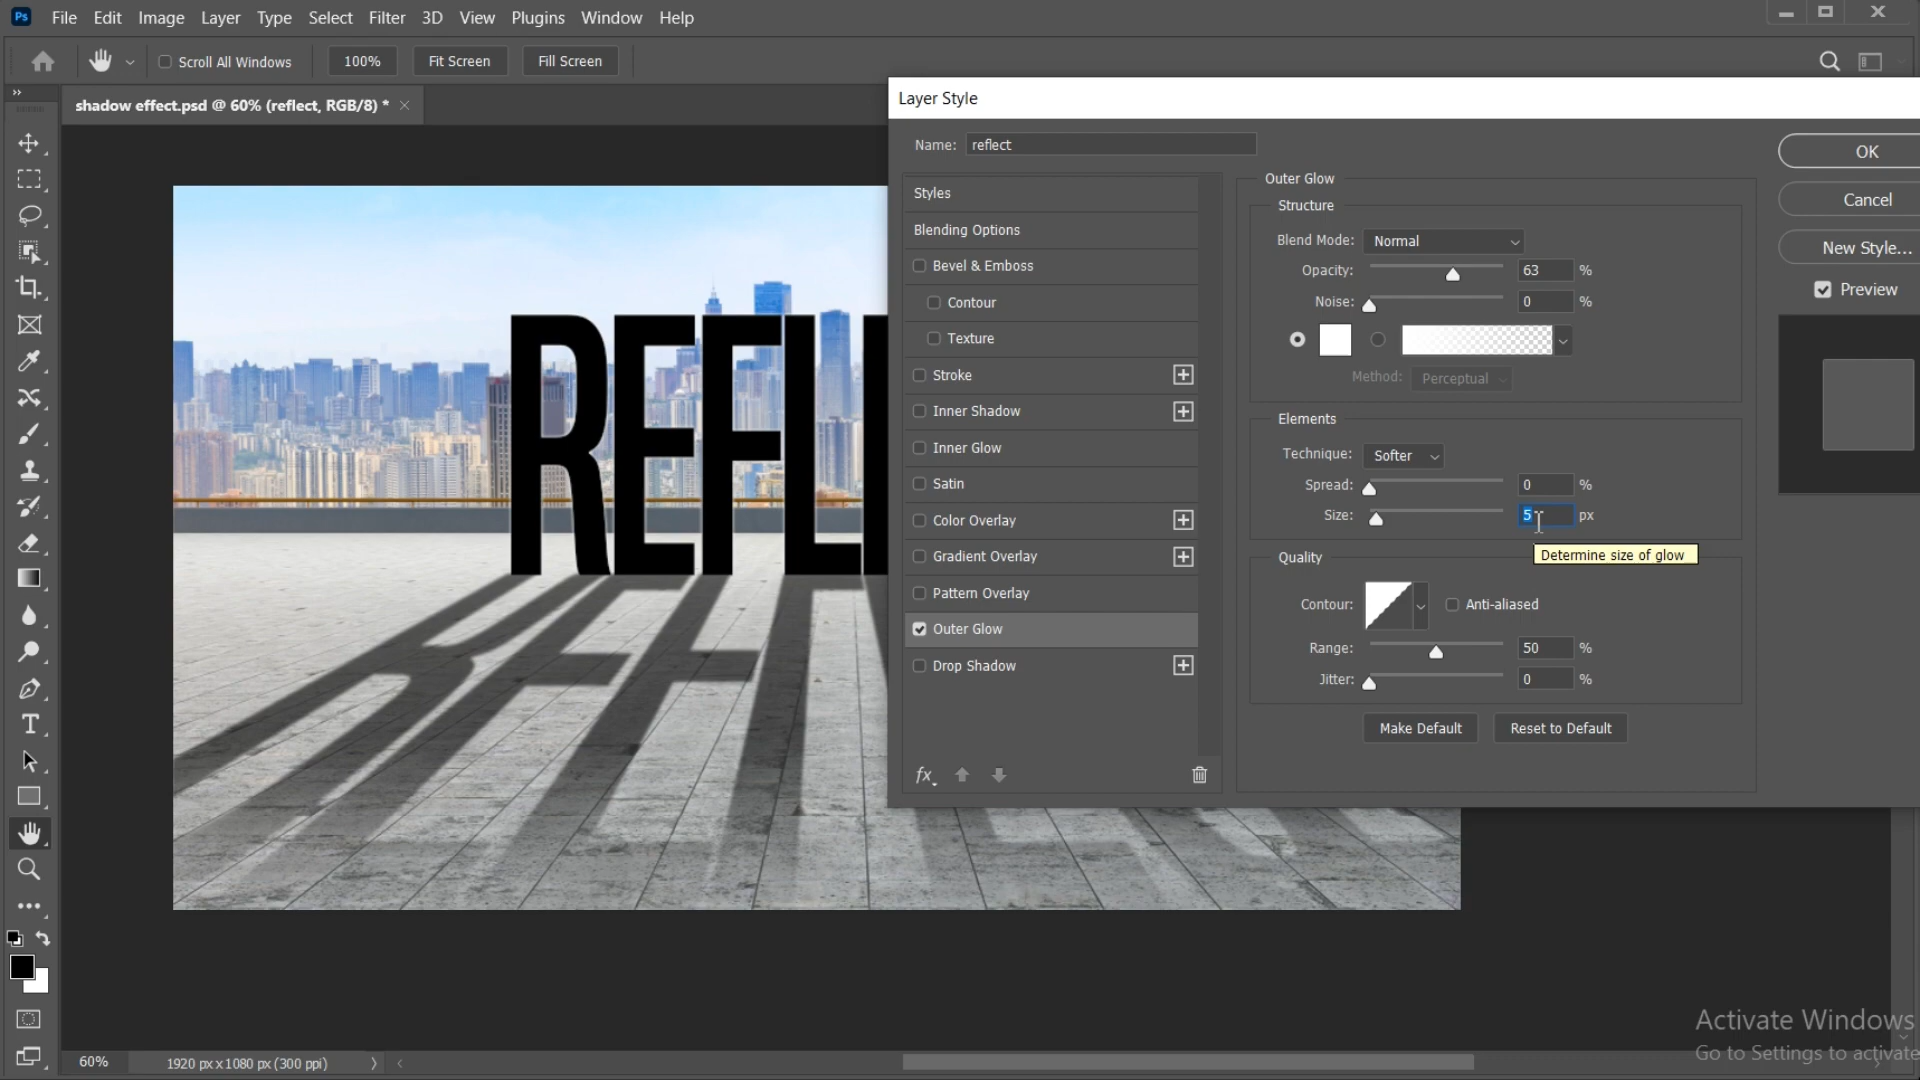 Ps File Edit Image Layer Type Select Filter 3D View Plugins Window Help
Scroll All Windows 100% Fit Screen Fill Screen
shadow effect.psd @ 60% (reflect, RGB/8) *
Layer Style
Name: reflect
Styles
Blending Options
Bevel & Emboss
Contour
Texture
Stroke
Inner Shadow
Inner Glow
Satin
Color Overlay
Gradient Overlay
Pattern Overlay
Outer Glow
Drop Shadow
fx
Outer Glow
Structure
Blend Mode: Normal
Opacity: 63 %
Noise: 0 %
Method: Perceptual
Elements
Technique: Softer
Spread: 0 %
Size: 5 px
Determine size of glow
Quality
Contour: Anti-aliased
Range: 50 %
Jitter: 0 %
Make Default Reset to Default
OK
Cancel
New Style...
Preview
REFL
Activate Windows
Go to Settings to activate
60% 1920 px x 1080 px (300 ppi)